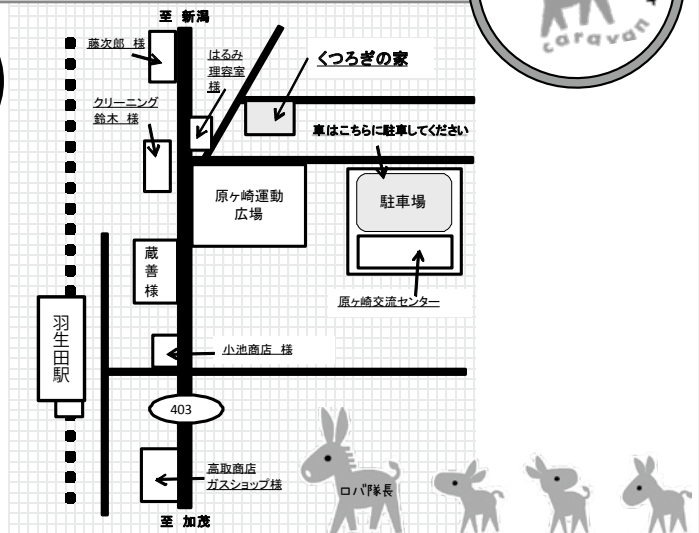 至 新潟
藤次郎 様
はるみ
理容室
様
くつろぎの家
クリーニング
鈴木 様
車はこちらに駐車してください
原ヶ崎運動
広場
駐車場
蔵善様
原ヶ崎交流センター
羽生田駅
小池商店 様
403
高取商店
ガスショップ様
ロバ隊長
至 加茂
caravan